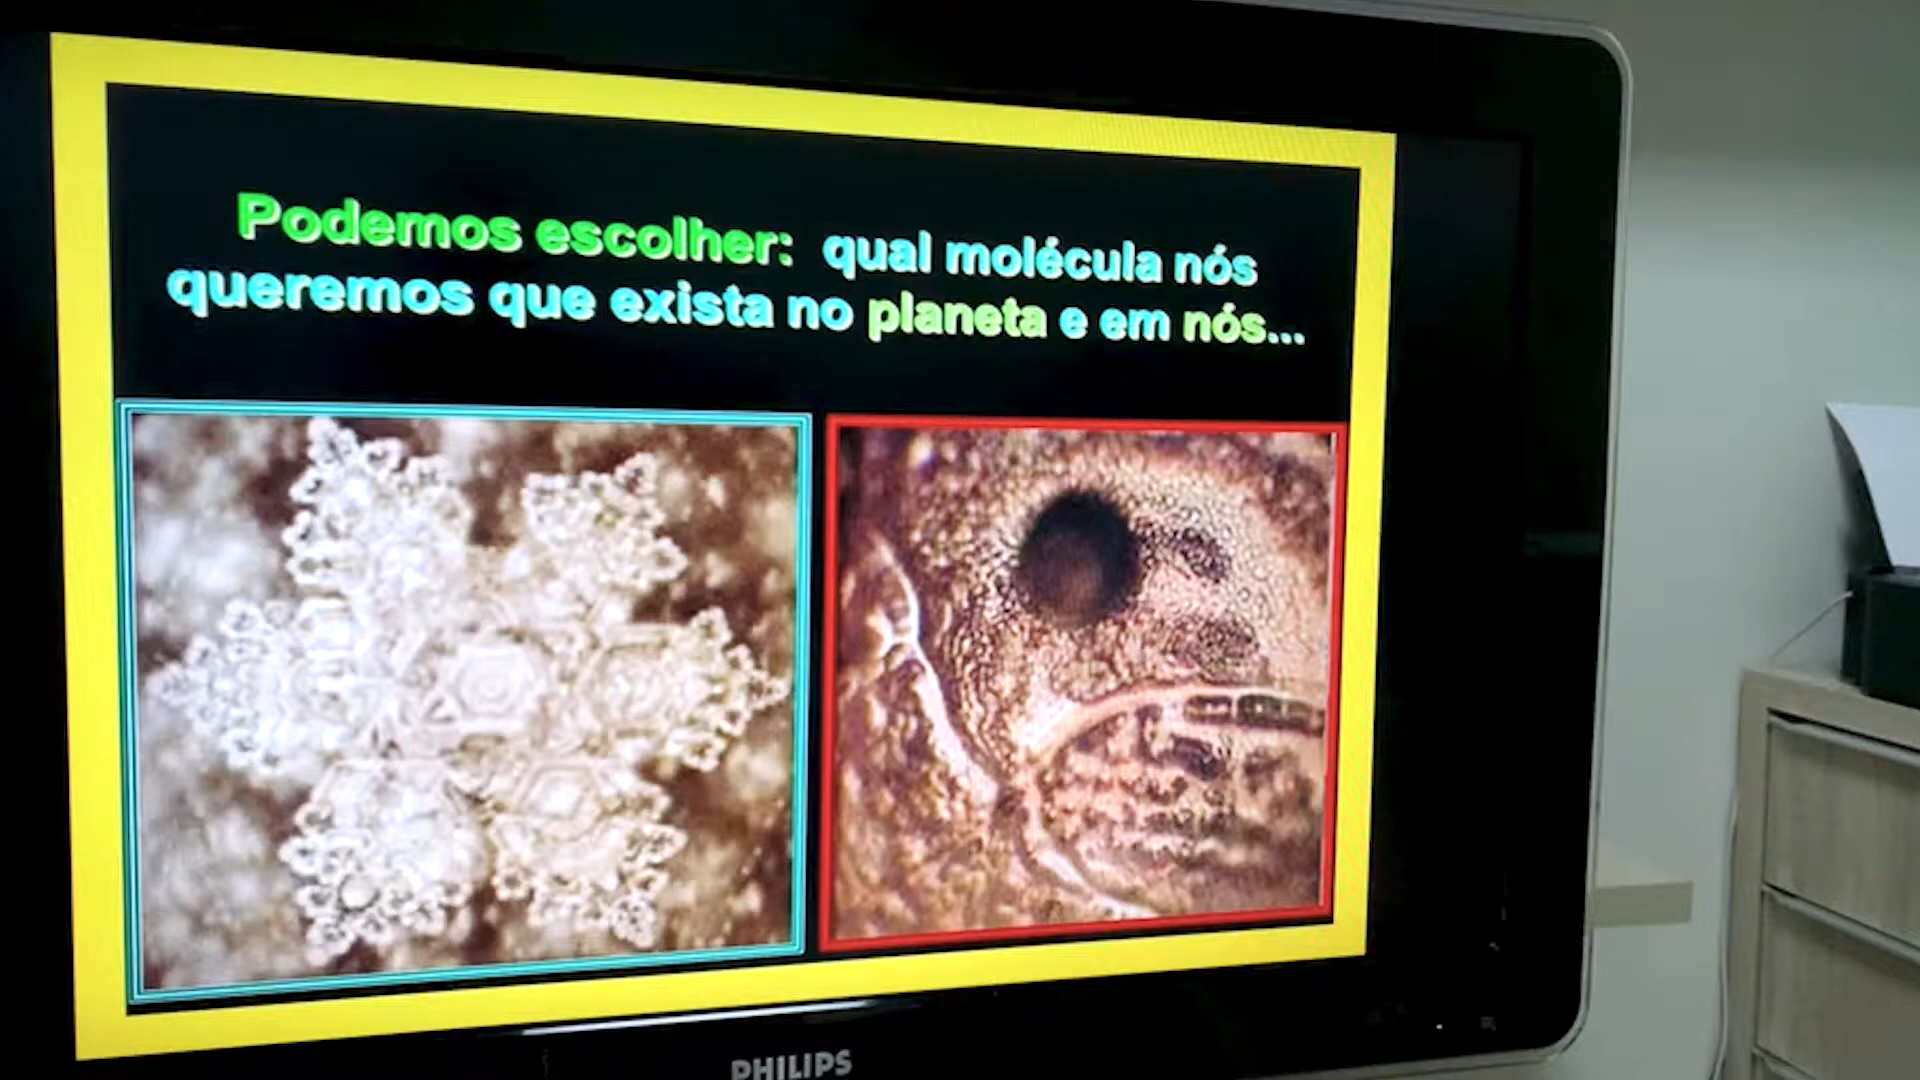 Podemos escolher: qual molécula nós
queremos que exista no planeta e em nós...
PHILIPS